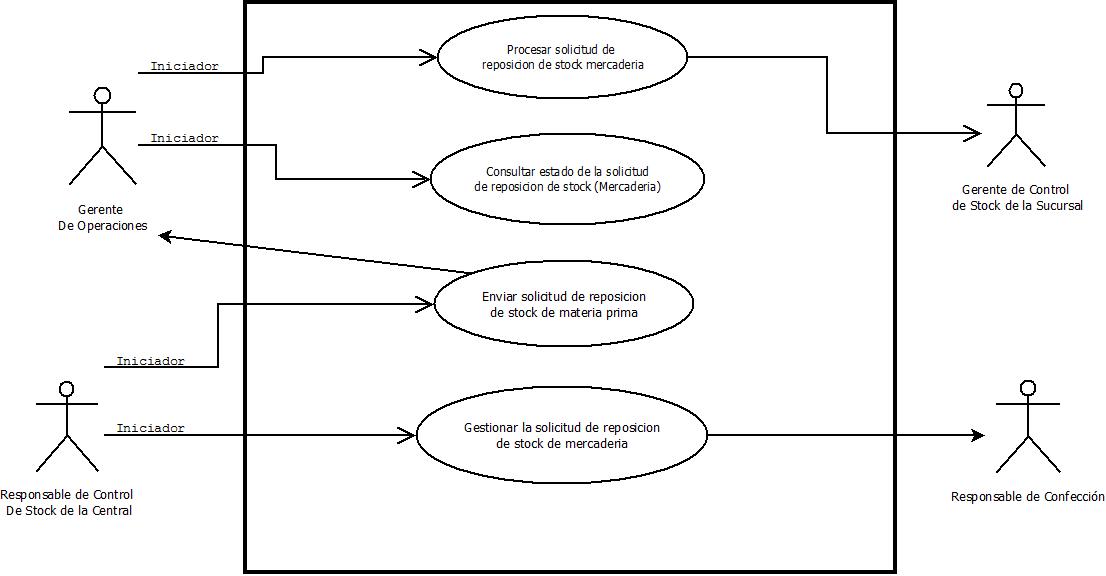 Procesar solicitud de
reposicion de stock mercaderia
Iniciador
Iniciador
Consultar estado de la solicitud
de reposicion de stock (Mercaderia)
Gerente
De Operaciones
Gerente de Control
de Stock de la Sucursal
Enviar solicitud de reposicion
de stock de materia prima
Iniciador
Iniciador
Gestionar la solicitud de reposicion
de stock de mercaderia
Responsable de Control
De Stock de la Central
Responsable de Confección